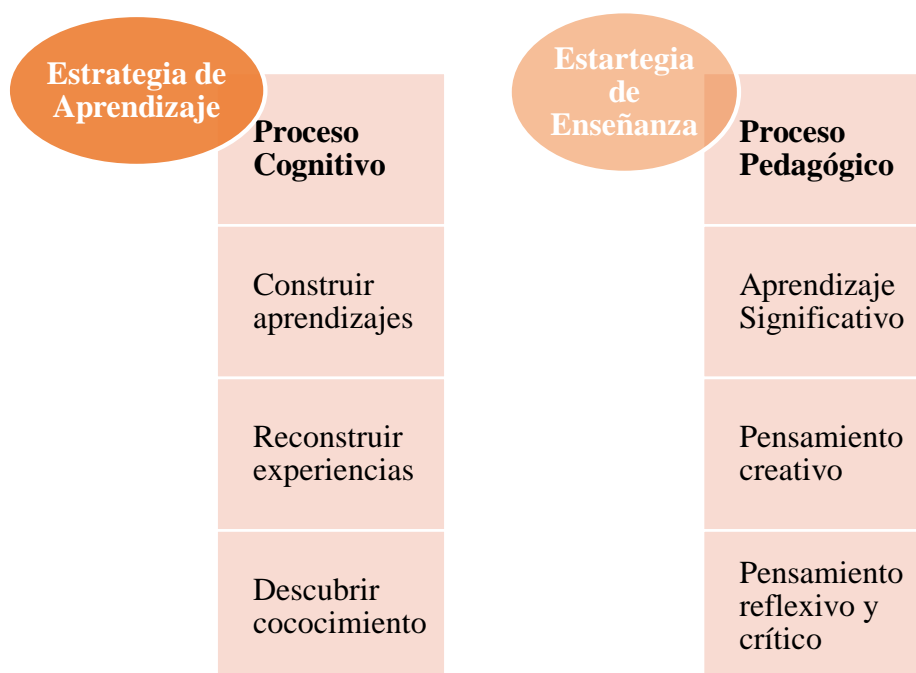 Estrategia de
Aprendizaje
Proceso
Cognitivo
Construir
aprendizajes
Reconstruir
experiencias
Descubrir
cococimiento
Estartegia
de
Enseñanza
Proceso
Pedagógico
Aprendizaje
Significativo
Pensamiento
creativo
Pensamiento
reflexivo y
crítico